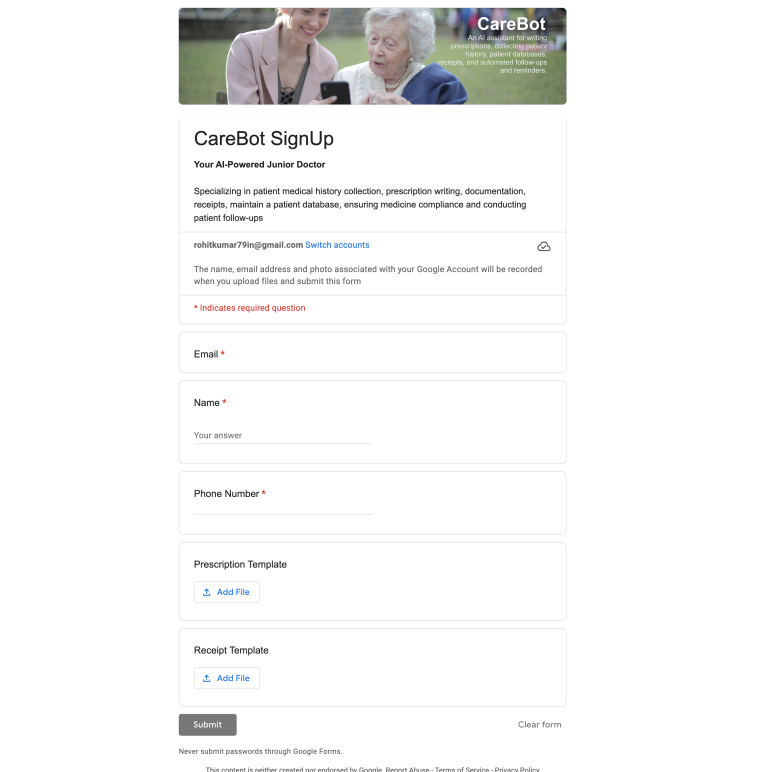 CareBot
An AI assistant for writing
prescriptions, collecting patient
history, patient databases,
reciepts, and automated follow-ups
and reminders.
CareBot SignUp
Your AI-Powered Junior Doctor
Specializing in patient medical history collection, prescription writing, documentation,
receipts, maintain a patient database, ensuring medicine compliance and conducting
patient follow-ups
rohitkumar79in@gmail.com Switch accounts
The name, email address and photo associated with your Google Account will be recorded
when you upload files and submit this form
* Indicates required question
Email *
Name *
Your answer
Phone Number *
Prescription Template
Add File
Receipt Template
Add File
Submit Clear form
Never submit passwords through Google Forms.
This content is neither created nor endorsed by Google. Report Abuse - Terms of Service - Privacy Policy